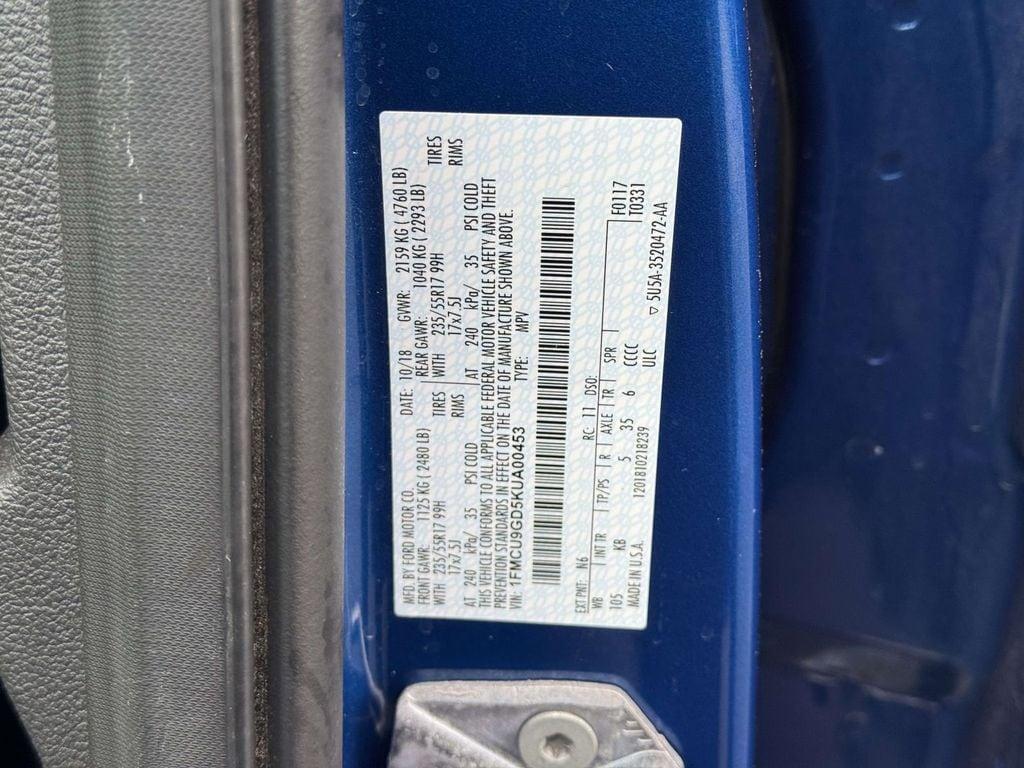 MFD. BY FORD MOTOR CO. DATE: 10/18 GVWR: 2159 KG ( 4760 LB)
FRONT GAWR: 1125 KG ( 2480 LB) REAR GAWR: 1040 KG ( 2293 LB)
WITH 235/55R17 99H TIRES WITH 235/55R17 99H TIRES
17x7.5J RIMS 17x7.5J RIMS
AT 240 kPa/ 35 PSI COLD AT 240 kPa/ 35 PSI COLD
THIS VEHICLE CONFORMS TO ALL APPLICABLE FEDERAL MOTOR VEHICLE SAFETY AND THEFT
PREVENTION STANDARDS IN EFFECT ON THE DATE OF MANUFACTURE SHOWN ABOVE.
VIN: 1FMCU9GD5KUA00453 TYPE: MPV
EXT PNT: N6 RC: 11 DSO:
WB INT TR TP/PS R AXLE TR SPR F0117
105 KB 5 35 6 CCCC T0331
ULC
MADE IN U.S.A. 1201810218239 ▽ 5U5A-3520472-AA